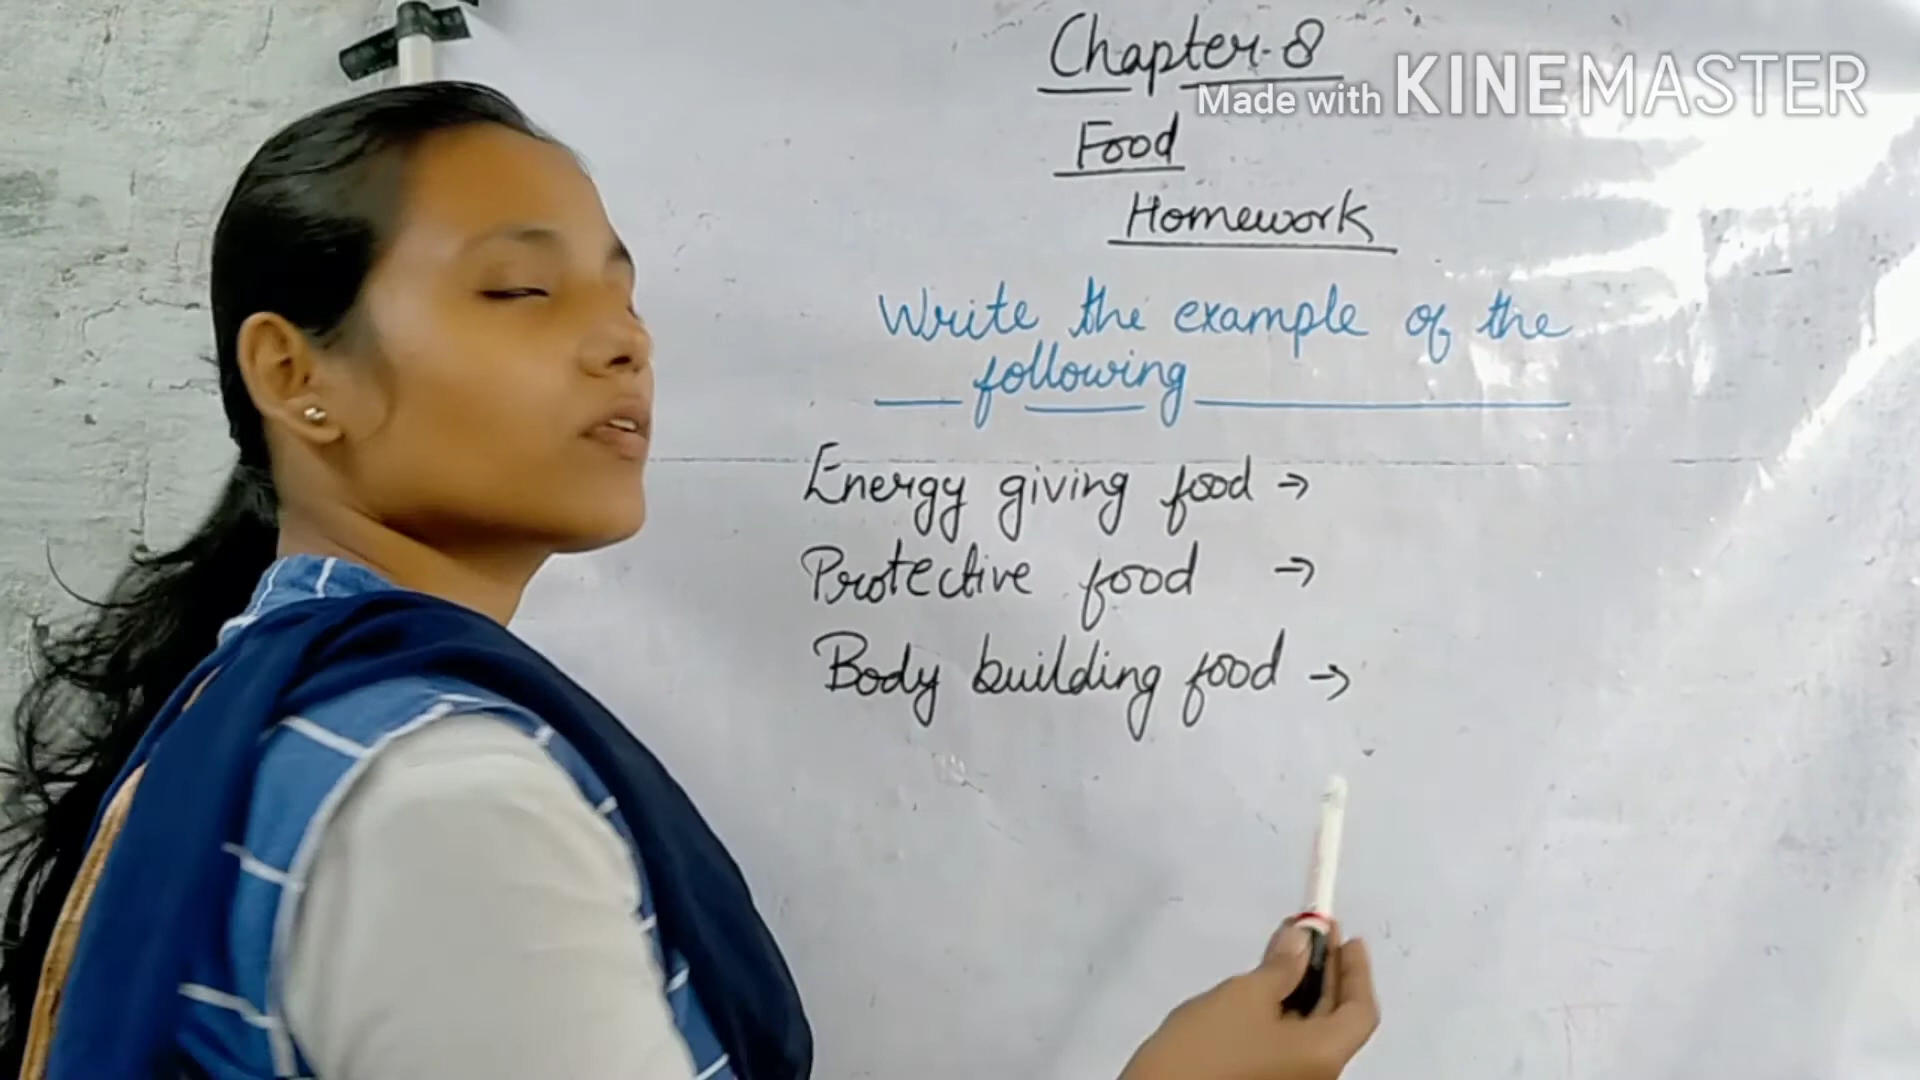 Chapter-8
Made with KINEMASTER
Food
Homework
Write the example of the
following
Energy giving food →
Protective food →
Body building food →